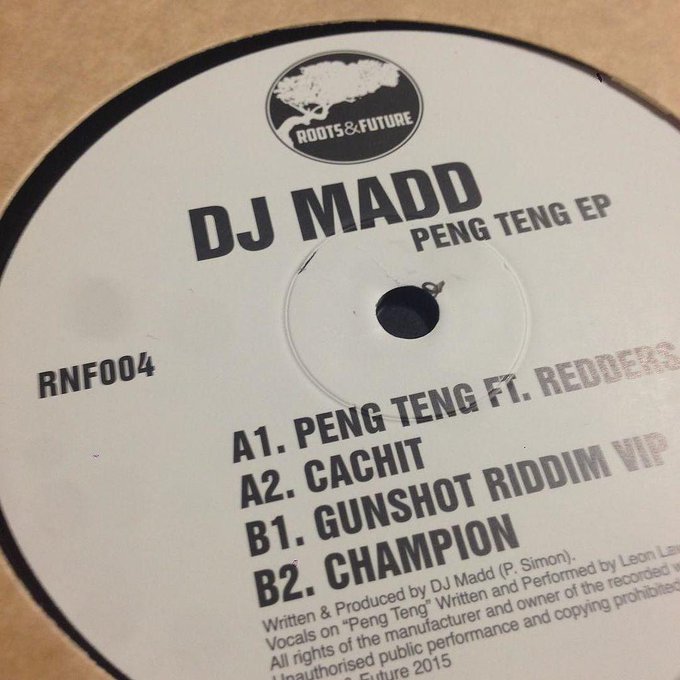 ROOTS&FUTURE
DJ MADD
PENG TENG EP
RNF004
A1. PENG TENG FT. REDDERS
A2. CACHIT
B1. GUNSHOT RIDDIM VIP
B2. CHAMPION
Written & Produced by DJ Madd (P. Simon).
Vocals on "Peng Teng" Written and Performed by Leon
All rights of the manufacturer and owner of the recorded
Unauthorised public performance and copying prohibited
& Future 2015